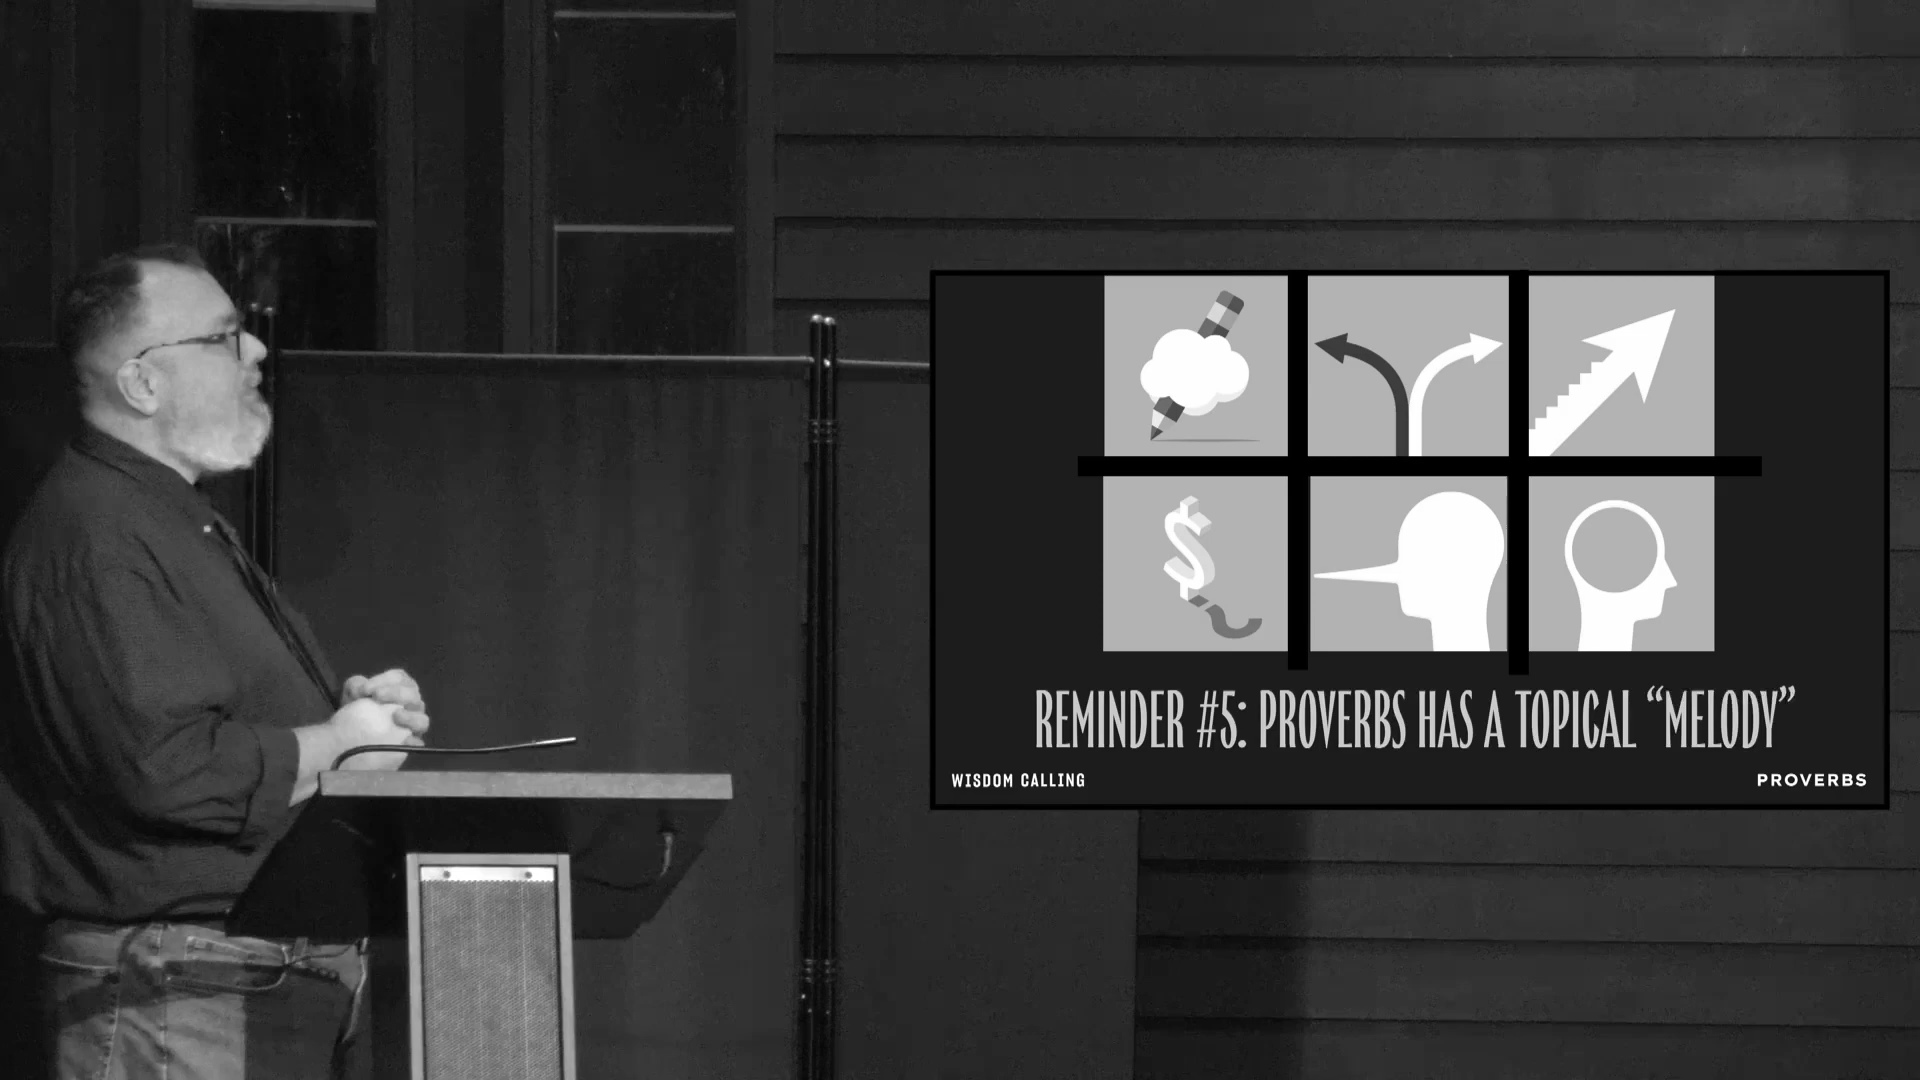 REMINDER #5: PROVERBS HAS A TOPICAL “MELODY”
WISDOM CALLING
PROVERBS